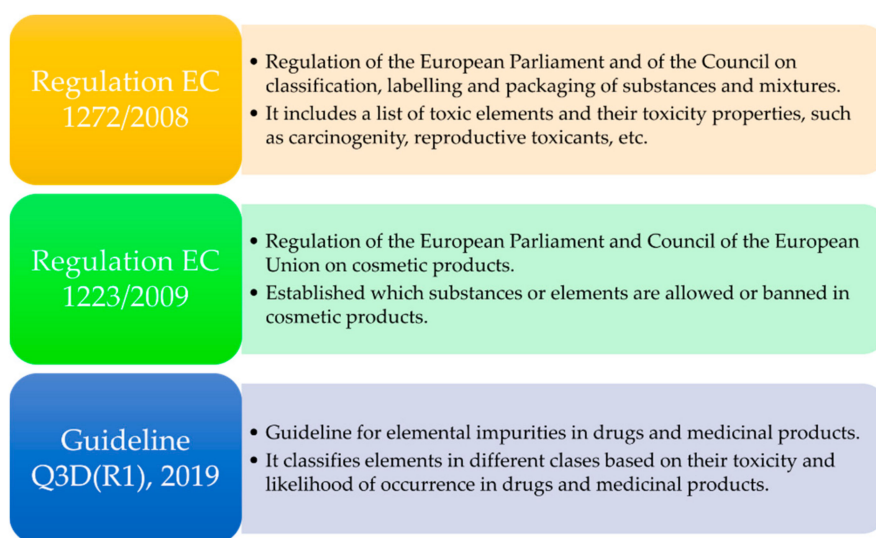 Regulation EC
1272/2008
• Regulation of the European Parliament and of the Council on
classification, labelling and packaging of substances and mixtures.
• It includes a list of toxic elements and their toxicity properties, such
as carcinogenity, reproductive toxicants, etc.
Regulation EC
1223/2009
• Regulation of the European Parliament and Council of the European
Union on cosmetic products.
• Established which substances or elements are allowed or banned in
cosmetic products.
Guideline
Q3D(R1), 2019
• Guideline for elemental impurities in drugs and medicinal products.
• It classifies elements in different clases based on their toxicity and
likelihood of occurrence in drugs and medicinal products.